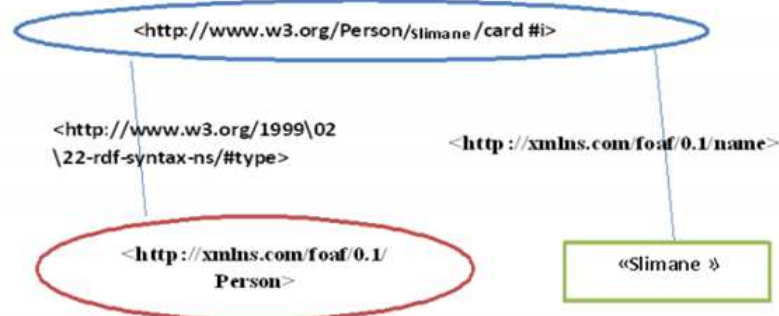 <http://www.w3.org/Person/Slimane/card #i>
<http://www.w3.org/1999\02
\22-rdf-syntax-ns/#type>
<http ://xmlns.com/foaf/0.1/name>
<http ://xmlns.com/foaf/0.1/
Person>
«Slimane »